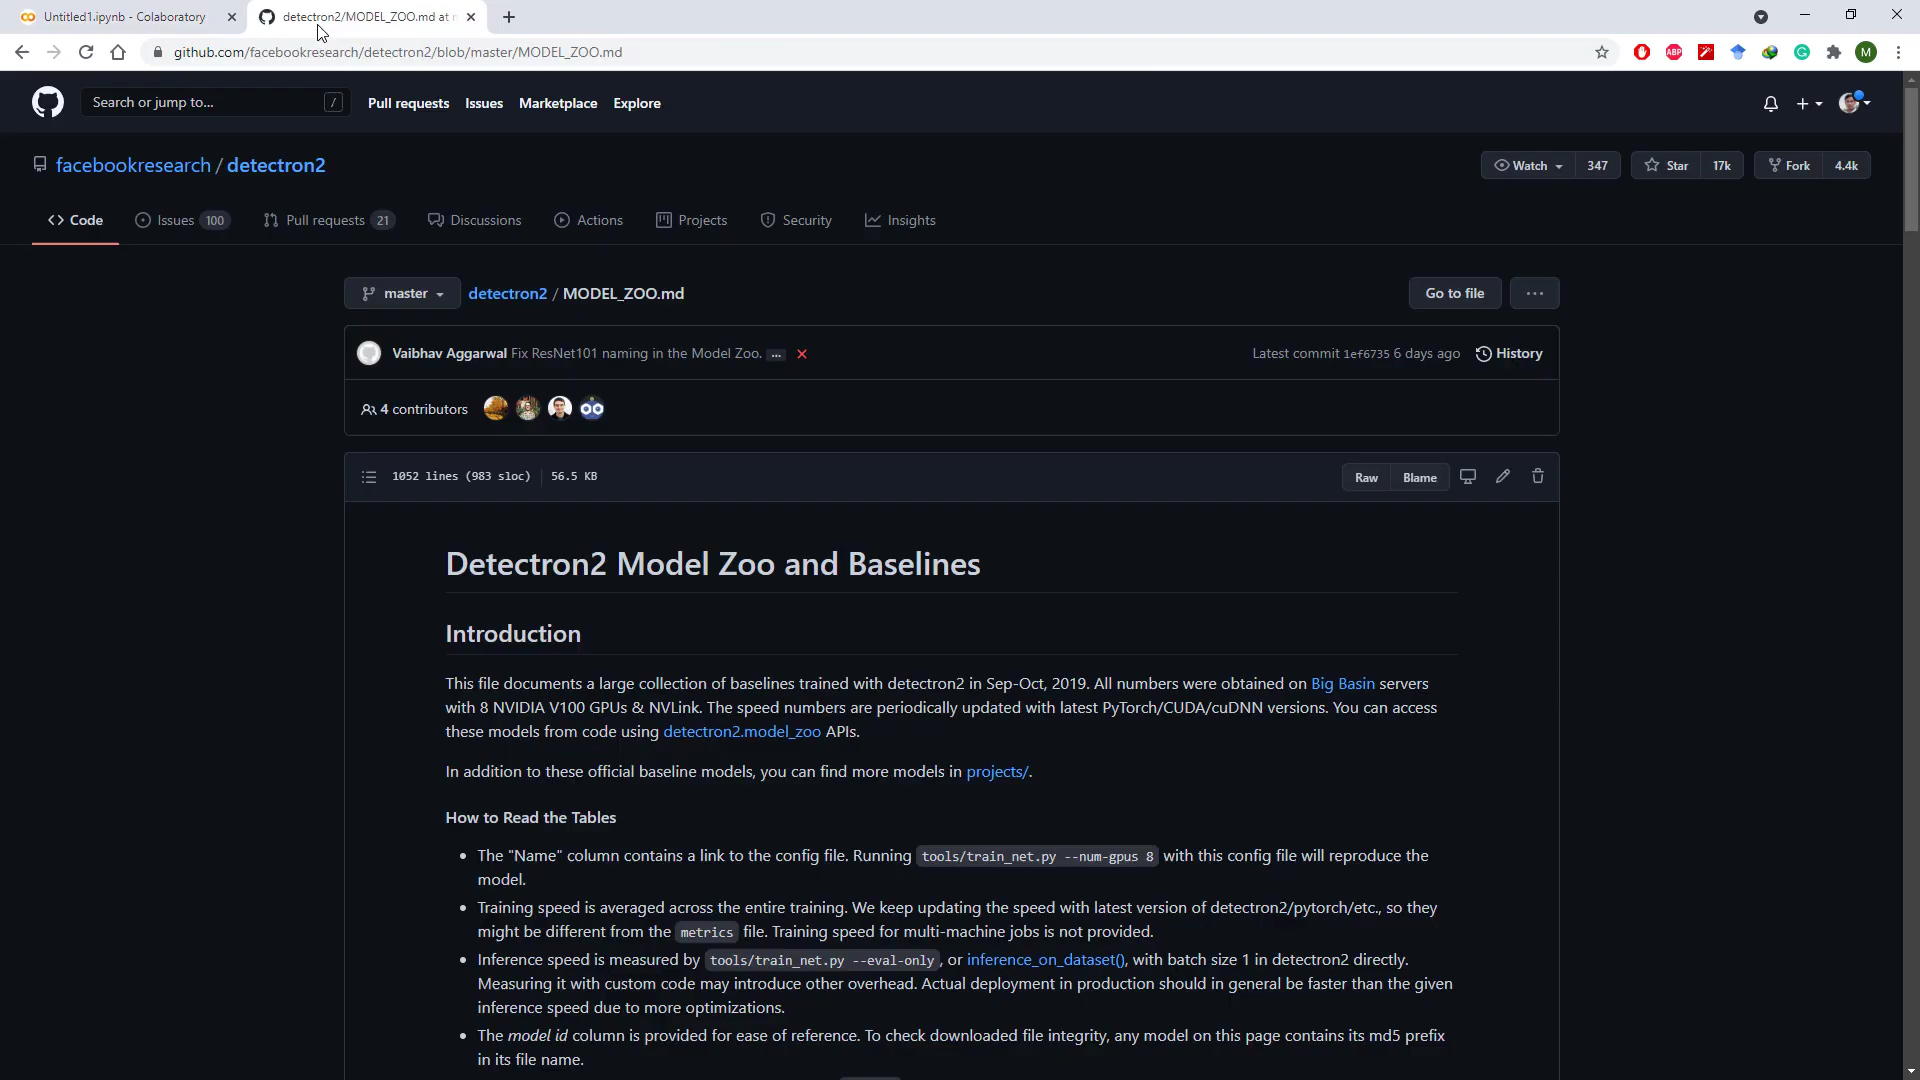 Untitled1.ipynb - Colaboratory
detectron2/MODEL_ZOO.md at
github.com/facebookresearch/detectron2/blob/master/MODEL_ZOO.md
ABP
G
M
Search or jump to... /
Pull requests Issues Marketplace Explore
facebookresearch / detectron2
Watch 347 Star 17k Fork 4.4k
Code Issues 100 Pull requests 21 Discussions Actions Projects Security Insights
master detectron2 / MODEL_ZOO.md Go to file ...
Vaibhav Aggarwal Fix ResNet101 naming in the Model Zoo. ... Latest commit 1ef6735 6 days ago History
4 contributors
1052 lines (983 sloc) 56.5 KB Raw Blame
Detectron2 Model Zoo and Baselines
Introduction
This file documents a large collection of baselines trained with detectron2 in Sep-Oct, 2019. All numbers were obtained on Big Basin servers
with 8 NVIDIA V100 GPUs & NVLink. The speed numbers are periodically updated with latest PyTorch/CUDA/cuDNN versions. You can access
these models from code using detectron2.model_zoo APIs.
In addition to these official baseline models, you can find more models in projects/.
How to Read the Tables
• The "Name" column contains a link to the config file. Running tools/train_net.py --num-gpus 8 with this config file will reproduce the
model.
• Training speed is averaged across the entire training. We keep updating the speed with latest version of detectron2/pytorch/etc., so they
might be different from the metrics file. Training speed for multi-machine jobs is not provided.
• Inference speed is measured by tools/train_net.py --eval-only, or inference_on_dataset(), with batch size 1 in detectron2 directly.
Measuring it with custom code may introduce other overhead. Actual deployment in production should in general be faster than the given
inference speed due to more optimizations.
• The model id column is provided for ease of reference. To check downloaded file integrity, any model on this page contains its md5 prefix
in its file name.